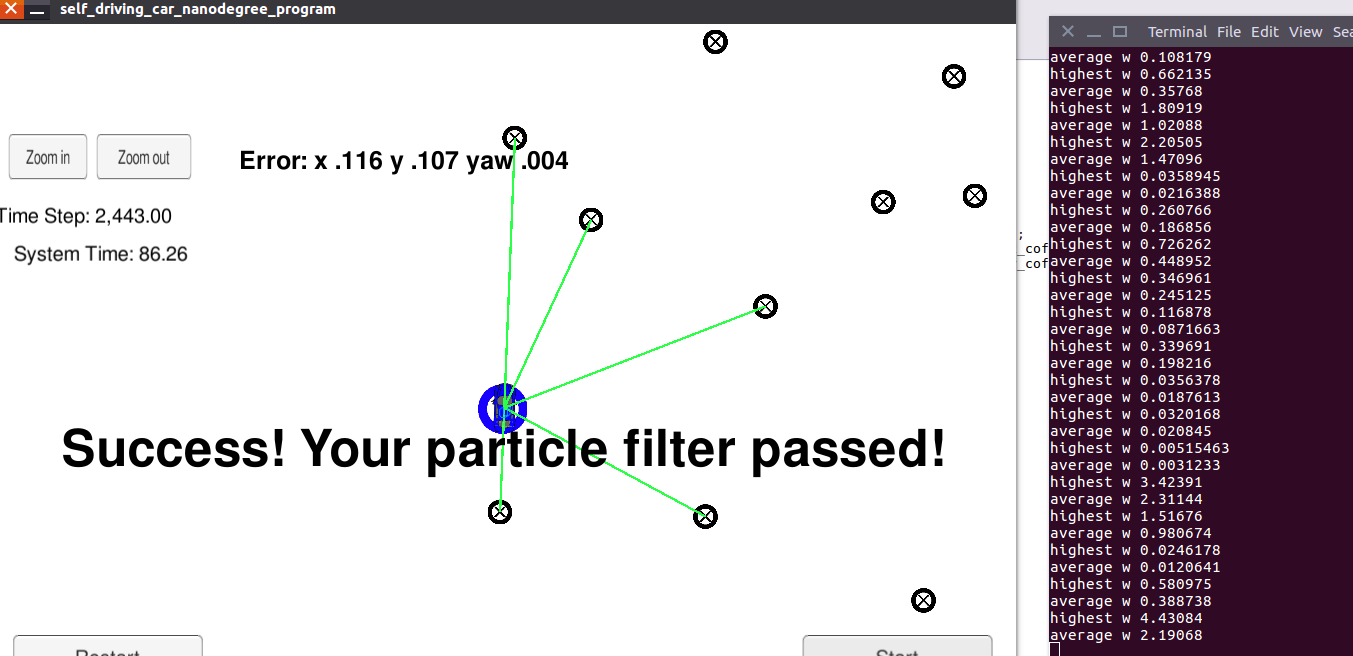 self_driving_car_nanodegree_program
Zoom in
Zoom out
Error: x .116 y .107 yaw .004
Time Step: 2,443.00
System Time: 86.26
Success! Your particle filter passed!
Restart
Start
;
_cof
_cof
Terminal File Edit View Sea
average w 0.108179
highest w 0.662135
average w 0.35768
highest w 1.80919
average w 1.02088
highest w 2.20505
average w 1.47096
highest w 0.0358945
average w 0.0216388
highest w 0.260766
average w 0.186856
highest w 0.726262
average w 0.448952
highest w 0.346961
average w 0.245125
highest w 0.116878
average w 0.0871663
highest w 0.339691
average w 0.198216
highest w 0.0356378
average w 0.0187613
highest w 0.0320168
average w 0.020845
highest w 0.00515463
average w 0.0031233
highest w 3.42391
average w 2.31144
highest w 1.51676
average w 0.980674
highest w 0.0246178
average w 0.0120641
highest w 0.580975
average w 0.388738
highest w 4.43084
average w 2.19068